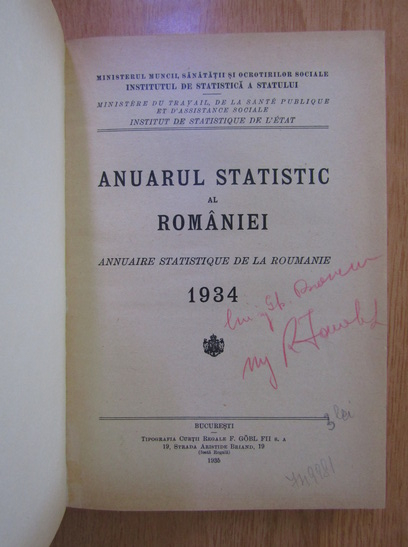 MINISTERUL MUNCII, SĂNĂTĂȚII ȘI OCROTIRILOR SOCIALE
INSTITUTUL DE STATISTICĂ A STATULUI
MINISTÈRE DU TRAVAIL, DE LA SANTÉ PUBLIQUE
ET D'ASSISTANCE SOCIALE
INSTITUT DE STATISTIQUE DE L'ÉTAT
ANUARUL STATISTIC
AL
ROMÂNIEI
ANNUAIRE STATISTIQUE DE LA ROUMANIE
1934
3 lei
BUCUREȘTI
TIPOGRAFIA CURȚII REGALE F. GÖBL FII S. A
19, STRADA ARISTIDE BRIAND, 19
1935